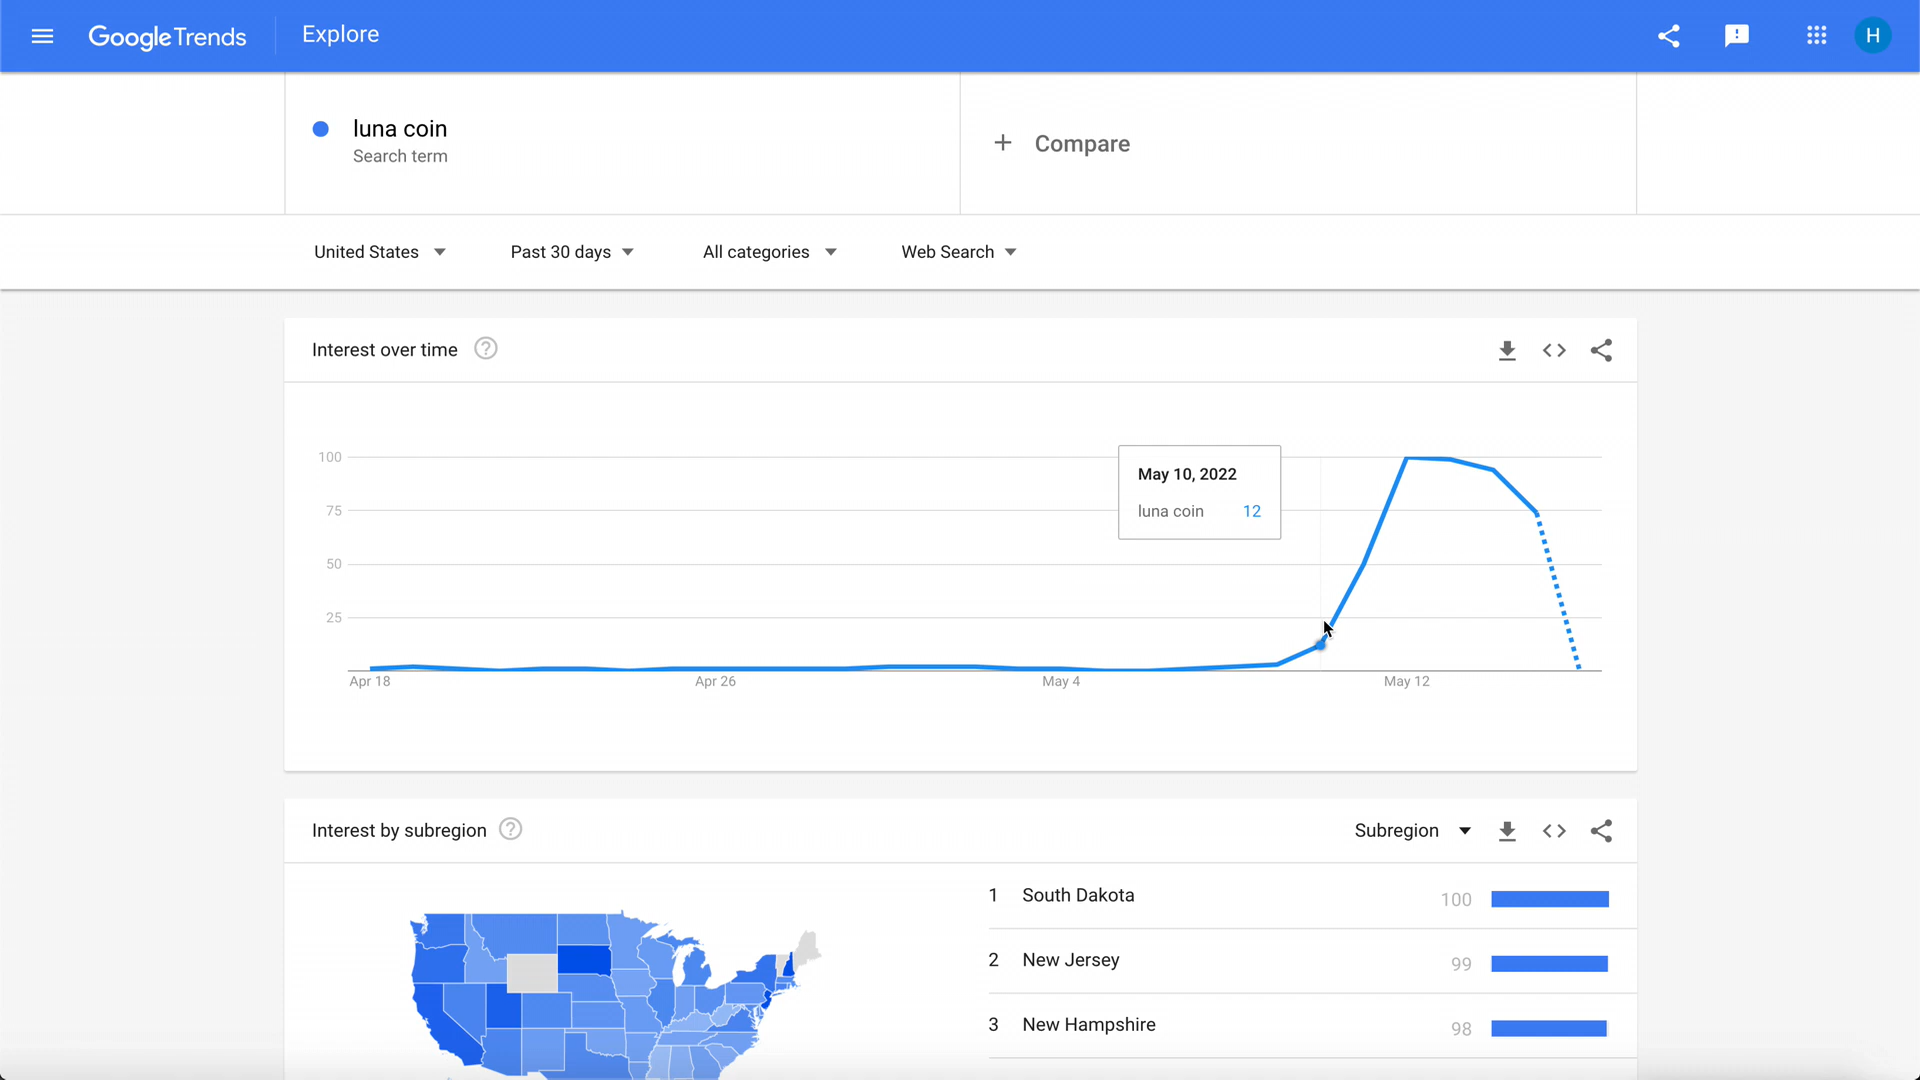 Google Trends Explore H
luna coin
Search term
+ Compare
United States Past 30 days All categories Web Search
Interest over time ?
100
75
50
25
May 10, 2022
luna coin 12
Apr 18 Apr 26 May 4 May 12
Interest by subregion ? Subregion
1 South Dakota 100
2 New Jersey 99
3 New Hampshire 98